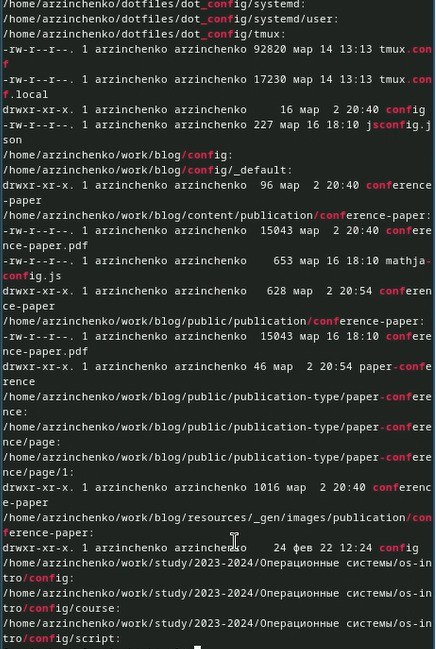 /home/arzinchenko/dotfiles/dot_config/systemd:
/home/arzinchenko/dotfiles/dot_config/systemd/user:
/home/arzinchenko/dotfiles/dot_config/tmux:
-rw-r--r--. 1 arzinchenko arzinchenko 92820 мар 14 13:13 tmux.con
f
-rw-r--r--. 1 arzinchenko arzinchenko 17230 мар 14 13:13 tmux.con
f.local
drwxr-xr-x. 1 arzinchenko arzinchenko    16 мар  2 20:40 config
-rw-r--r--. 1 arzinchenko arzinchenko 227 мар 16 18:10 jsconfig.j
son
/home/arzinchenko/work/blog/config:
/home/arzinchenko/work/blog/config/_default:
drwxr-xr-x. 1 arzinchenko arzinchenko  96 мар  2 20:40 conference
-paper
/home/arzinchenko/work/blog/content/publication/conference-paper:
-rw-r--r--. 1 arzinchenko arzinchenko  15043 мар  2 20:40 confere
nce-paper.pdf
-rw-r--r--. 1 arzinchenko arzinchenko    653 мар 16 18:10 mathja-
config.js
drwxr-xr-x. 1 arzinchenko arzinchenko   628 мар  2 20:54 conferen
ce-paper
/home/arzinchenko/work/blog/public/publication/conference-paper:
-rw-r--r--. 1 arzinchenko arzinchenko  15043 мар 16 18:10 confere
nce-paper.pdf
drwxr-xr-x. 1 arzinchenko arzinchenko 46 мар  2 20:54 paper-confe
rence
/home/arzinchenko/work/blog/public/publication-type/paper-confere
nce:
/home/arzinchenko/work/blog/public/publication-type/paper-confere
nce/page:
/home/arzinchenko/work/blog/public/publication-type/paper-confere
nce/page/1:
drwxr-xr-x. 1 arzinchenko arzinchenko 1016 мар  2 20:40 conferenc
e-paper
/home/arzinchenko/work/blog/resources/_gen/images/publication/con
ference-paper:
drwxr-xr-x. 1 arzinchenko arzinchenko    24 фев 22 12:24 config
/home/arzinchenko/work/study/2023-2024/Операционные системы/os-in
tro/config:
/home/arzinchenko/work/study/2023-2024/Операционные системы/os-in
tro/config/course:
/home/arzinchenko/work/study/2023-2024/Операционные системы/os-in
tro/config/script: